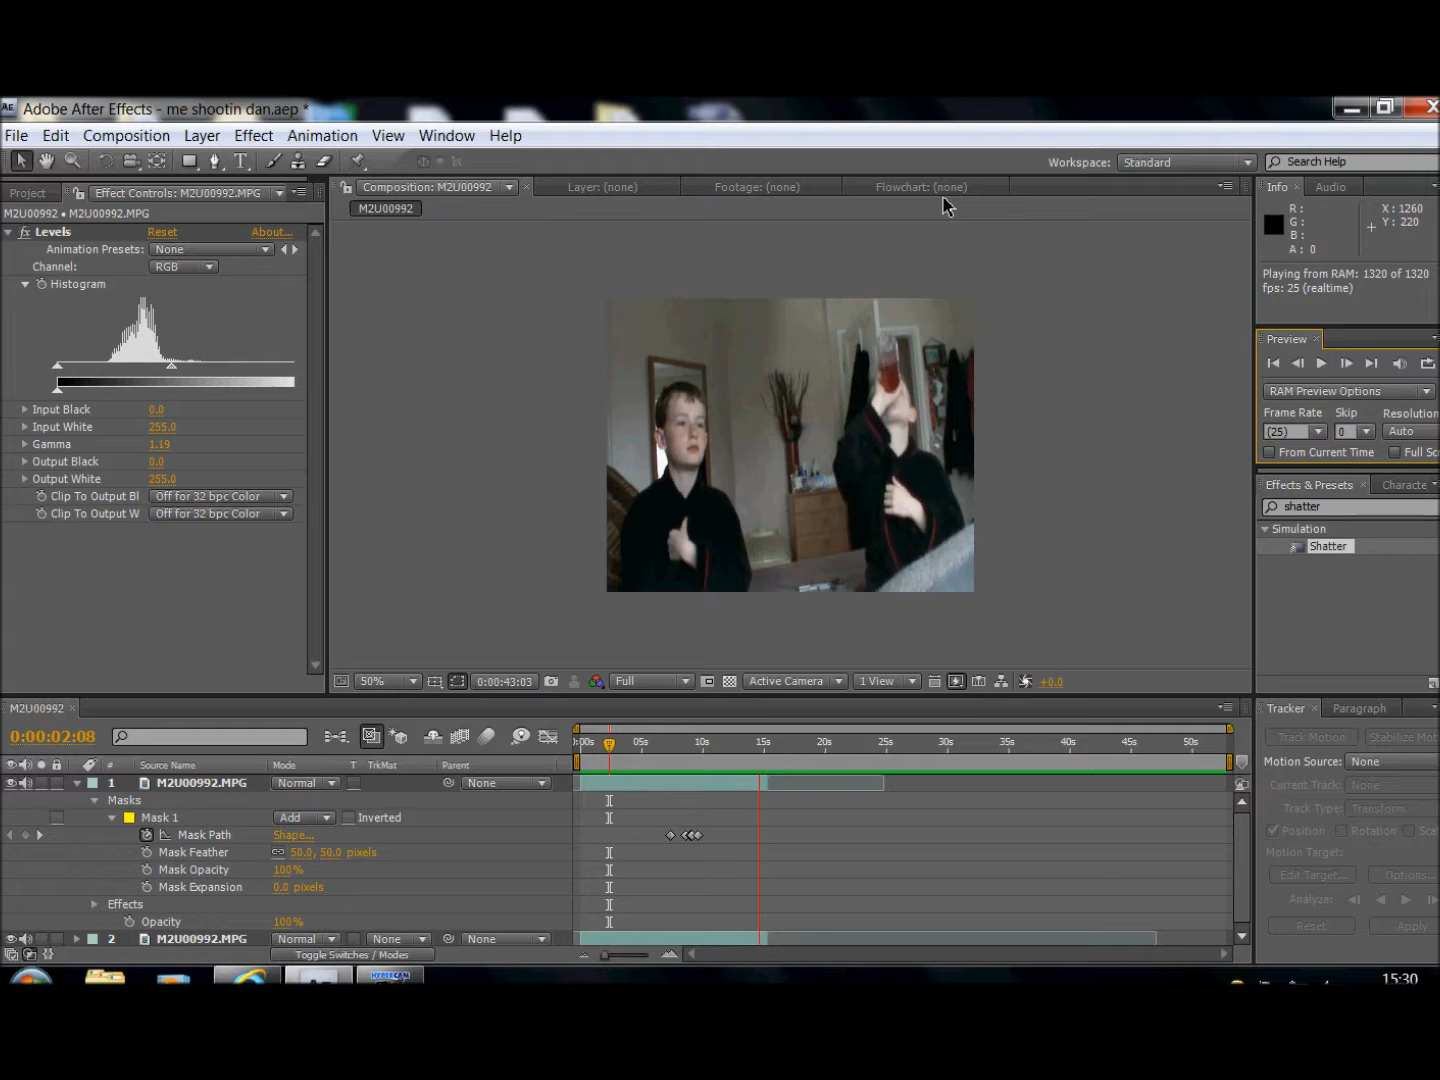 Adobe After Effects - me shootin dan.aep *
File Edit Composition Layer Effect Animation View Window Help
Workspace: Standard Search Help
Project Effect Controls: M2U00992.MPG
Composition: M2U00992 Layer: (none) Footage: (none) Flowchart: (none)
Info Audio
M2U00992 • M2U00992.MPG
M2U00992
R: X: 1260
G: Y: 220
B:
A: 0
fx Levels Reset About...
Animation Presets: None
Channel: RGB
Histogram
Playing from RAM: 1320 of 1320
fps: 25 (realtime)
Preview
RAM Preview Options
Frame Rate Skip Resolution
(25) 0 Auto
From Current Time Full Sc
Input Black 0.0
Input White 255.0
Gamma 1.19
Output Black 0.0
Output White 255.0
Clip To Output Bl Off for 32 bpc Color
Clip To Output W Off for 32 bpc Color
Effects & Presets Characte
shatter
Simulation
Shatter
50% 0:00:43:03 Full Active Camera 1 View +0.0
M2U00992
0:00:02:08
:00s 05s 10s 15s 20s 25s 30s 35s 40s 45s 50s
# Source Name Mode T TrkMat Parent
1 M2U00992.MPG Normal None
Masks
Mask 1 Add Inverted
Mask Path Shape...
Mask Feather 50.0, 50.0 pixels
Mask Opacity 100%
Mask Expansion 0.0 pixels
Effects
Opacity 100%
2 M2U00992.MPG Normal None None
Toggle Switches / Modes
Tracker Paragraph
Track Motion Stabilize Mot
Motion Source: None
Current Track: None
Track Type: Transform
Position Rotation Scale
Motion Target:
Edit Target... Options...
Analyze:
Reset Apply
HYPERCAM
15:30